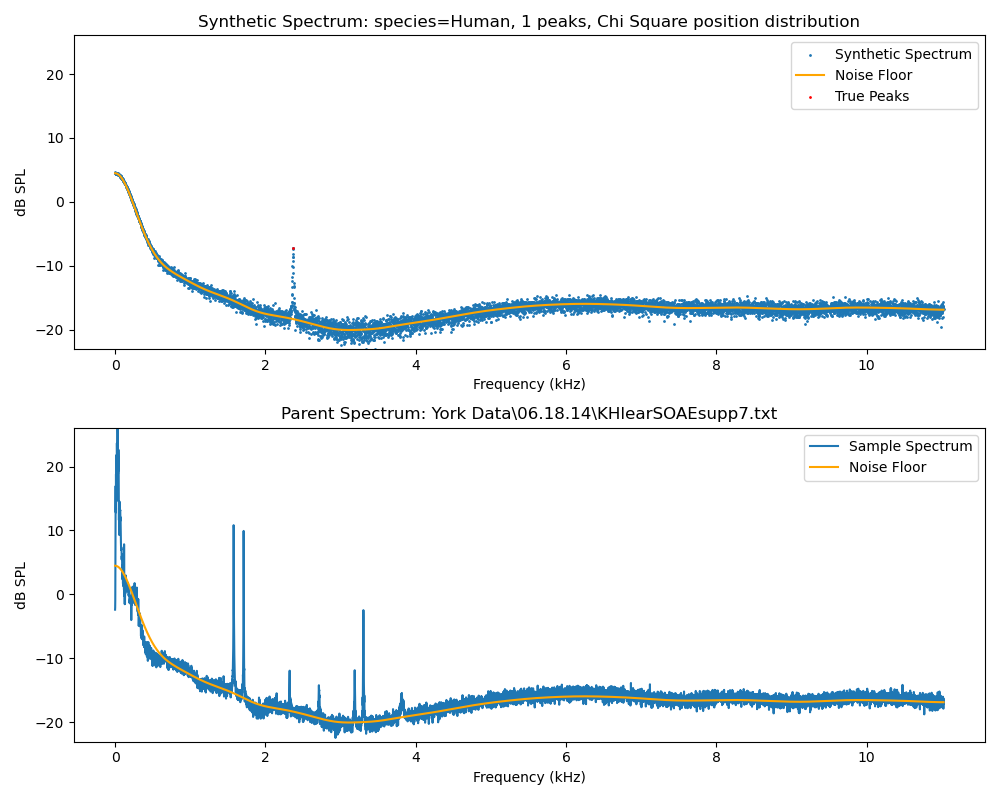 Synthetic Spectrum: species=Human, 1 peaks, Chi Square position distribution
Synthetic Spectrum
Noise Floor
True Peaks
dB SPL
20
10
0
−10
−20
0 2 4 6 8 10
Frequency (kHz)
Parent Spectrum: York Data\06.18.14\KHlearSOAEsupp7.txt
Sample Spectrum
Noise Floor
dB SPL
20
10
0
−10
−20
0 2 4 6 8 10
Frequency (kHz)